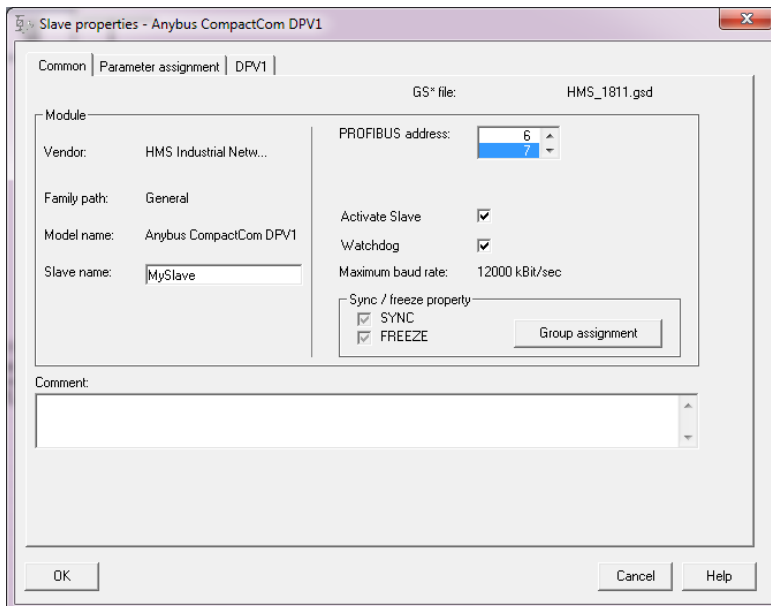 Slave properties - Anybus CompactCom DPV1
Common Parameter assignment DPV1
GS* file: HMS_1811.gsd
Module
Vendor: HMS Industrial Netw...
Family path: General
Model name: Anybus CompactCom DPV1
Slave name: MySlave
PROFIBUS address: 6
7
Activate Slave
Watchdog
Maximum baud rate: 12000 kBit/sec
Sync / freeze property
SYNC
FREEZE
Group assignment
Comment:
OK Cancel Help